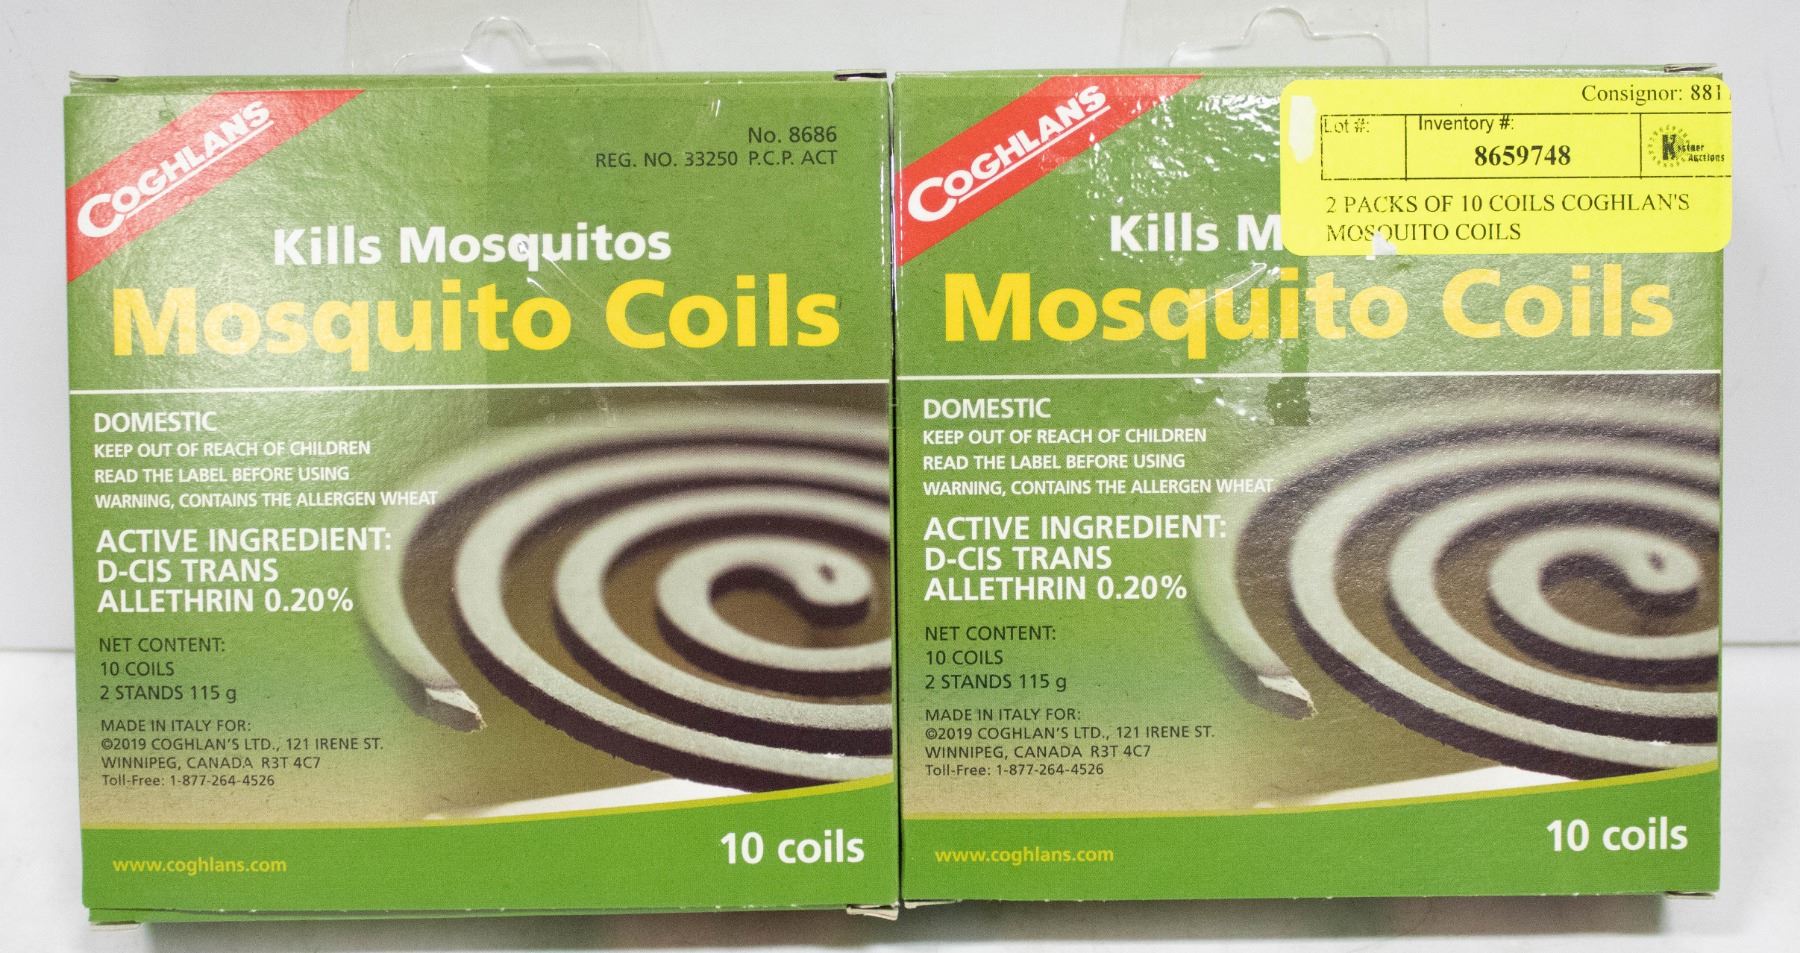 COGHLANS
No. 8686
REG. NO. 33250 P.C.P. ACT
Kills Mosquitos
Mosquito Coils
DOMESTIC
KEEP OUT OF REACH OF CHILDREN
READ THE LABEL BEFORE USING
WARNING, CONTAINS THE ALLERGEN WHEAT
ACTIVE INGREDIENT:
D-CIS TRANS
ALLETHRIN 0.20%
NET CONTENT:
10 COILS
2 STANDS 115 g
MADE IN ITALY FOR:
©2019 COGHLAN'S LTD., 121 IRENE ST.
WINNIPEG, CANADA R3T 4C7
Toll-Free: 1-877-264-4526
10 coils
www.coghlans.com
COGHLANS
Consignor: 881
Lot #: Inventory #:
8659748
Kastner
Auctions
2 PACKS OF 10 COILS COGHLAN'S
MOSQUITO COILS
Kills M
Mosquito Coils
DOMESTIC
KEEP OUT OF REACH OF CHILDREN
READ THE LABEL BEFORE USING
WARNING, CONTAINS THE ALLERGEN WHEAT
ACTIVE INGREDIENT:
D-CIS TRANS
ALLETHRIN 0.20%
NET CONTENT:
10 COILS
2 STANDS 115 g
MADE IN ITALY FOR:
©2019 COGHLAN'S LTD., 121 IRENE ST.
WINNIPEG, CANADA R3T 4C7
Toll-Free: 1-877-264-4526
10 coils
www.coghlans.com